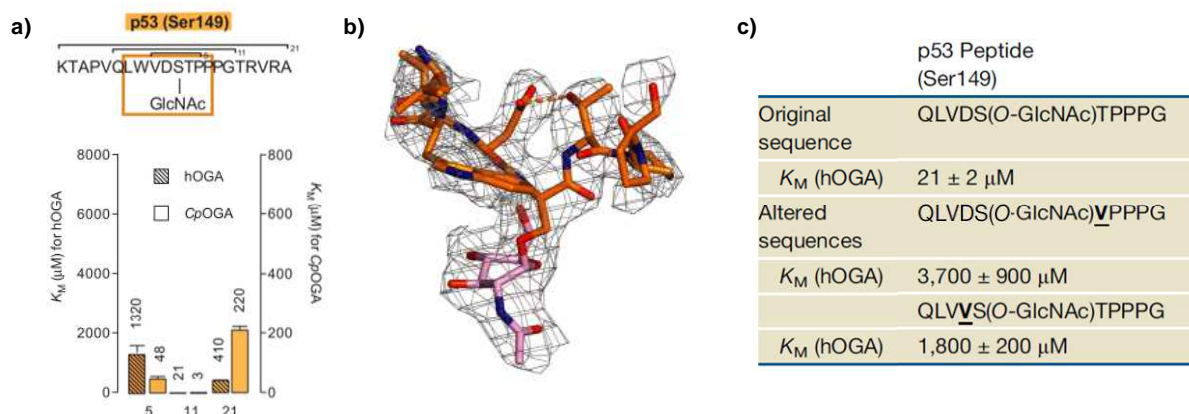 a)
p53 (Ser149)
21
11
5
KTAPVQLWVDSTPPPGTRVRA
GlcNAc
8000
6000
4000
2000
0
KM (μM) for hOGA
hOGA
CpOGA
800
600
400
200
0
KM (μM) for CpOGA
1320
48
21
3
410
220
5 11 21
b)
c)
p53 Peptide
(Ser149)
Original QLVDS(O-GlcNAc)TPPPG
sequence
KM (hOGA) 21 ± 2 μM
Altered QLVDS(O-GlcNAc)VPPPG
sequences
KM (hOGA) 3,700 ± 900 μM
QLVVS(O-GlcNAc)TPPPG
KM (hOGA) 1,800 ± 200 μM